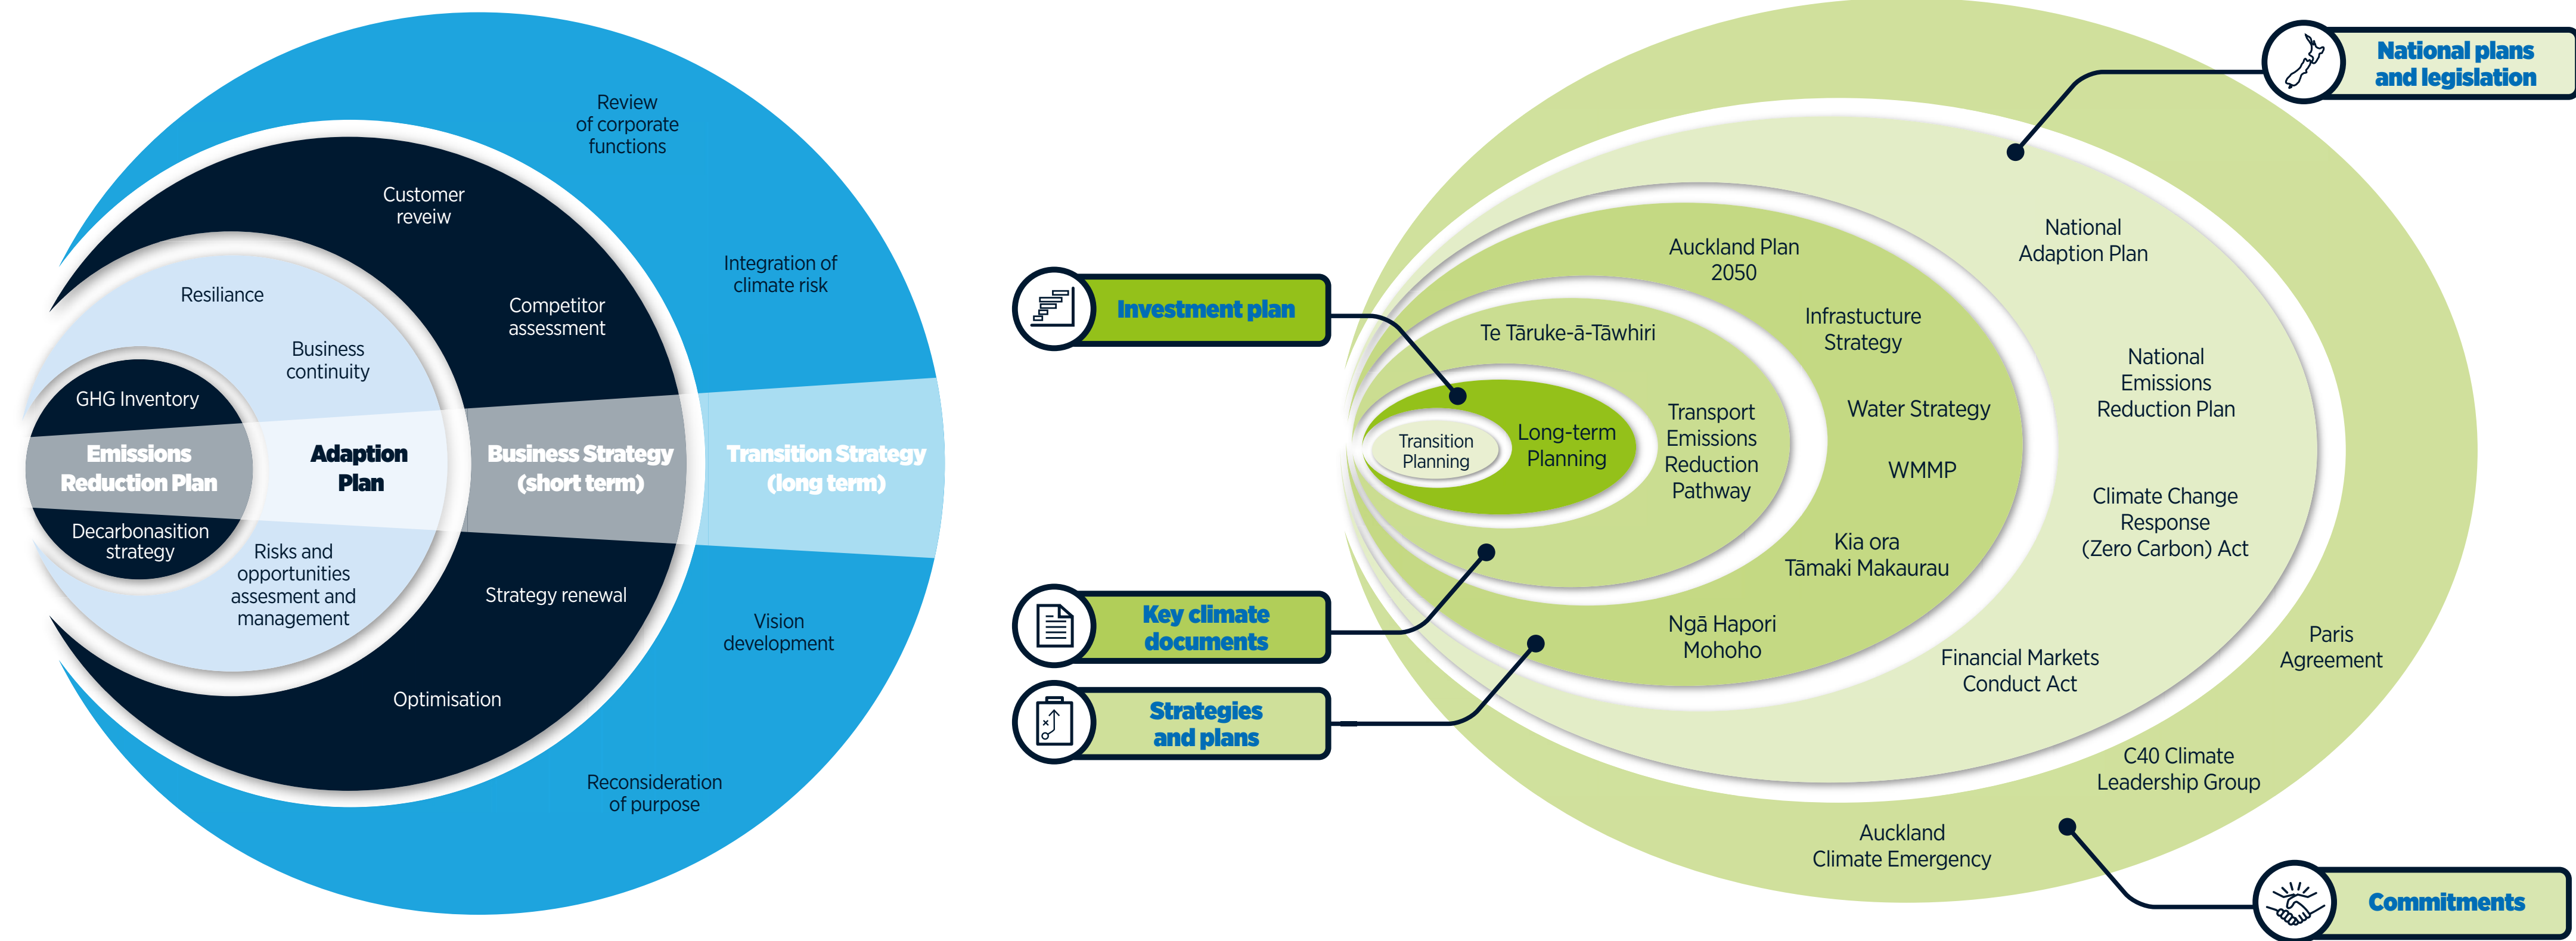 Review
of corporate
functions
Customer
reveiw
Integration of
climate risk
Competitor
assessment
Resiliance
Business
continuity
GHG Inventory
Emissions
Reduction Plan
Adaption
Plan
Business Strategy
(short term)
Transition Strategy
(long term)
Decarbonasition
strategy
Risks and
opportunities
assesment and
management
Strategy renewal
Vision
development
Optimisation
Reconsideration
of purpose
National plans
and legislation
Investment plan
Key climate
documents
Strategies
and plans
Commitments
Transition
Planning
Long-term
Planning
Te Tāruke-ā-Tāwhiri
Transport
Emissions
Reduction
Pathway
Auckland Plan
2050
Infrastucture
Strategy
Water Strategy
WMMP
Kia ora
Tāmaki Makaurau
Ngā Hapori
Mohoho
National
Adaption Plan
National
Emissions
Reduction Plan
Climate Change
Response
(Zero Carbon) Act
Financial Markets
Conduct Act
Paris
Agreement
C40 Climate
Leadership Group
Auckland
Climate Emergency